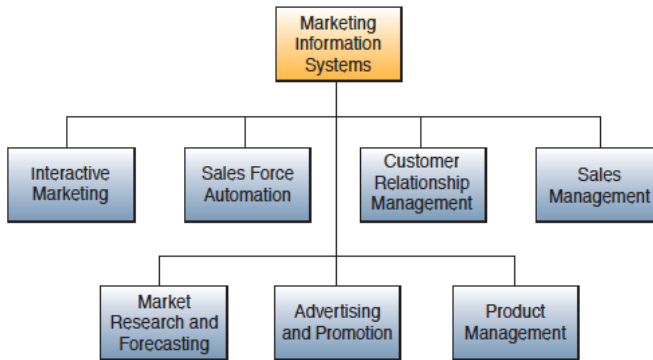 Marketing
Information
Systems
Interactive
Marketing
Sales Force
Automation
Customer
Relationship
Management
Sales
Management
Market
Research and
Forecasting
Advertising
and Promotion
Product
Management